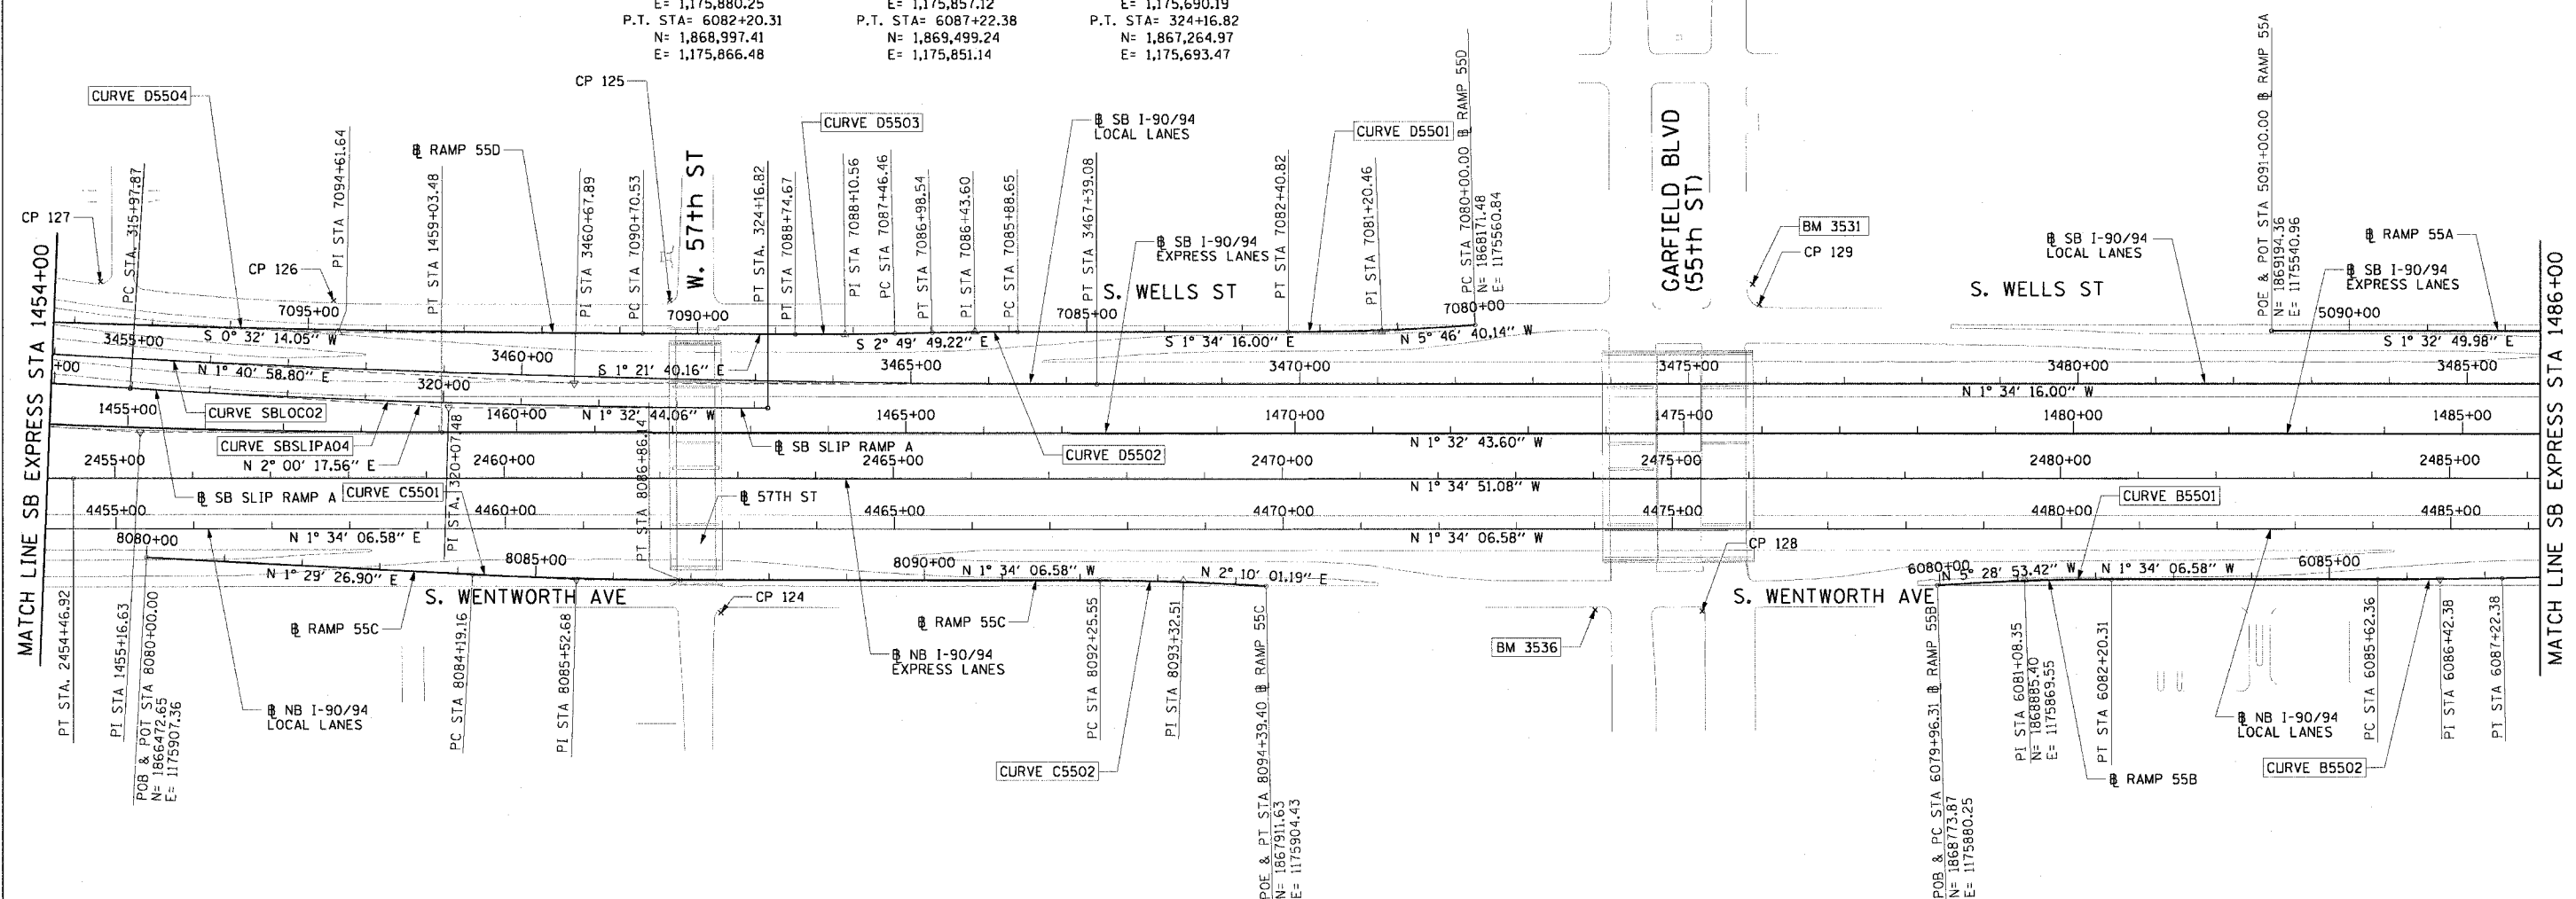 E= 1,175,880.25
P.T. STA= 6082+20.31
N= 1,868,997.41
E= 1,175,866.48
E= 1,175,857.12
P.T. STA= 6087+22.38
N= 1,869,499.24
E= 1,175,851.14
E= 1,175,690.19
P.T. STA= 324+16.82
N= 1,867,264.97
E= 1,175,693.47
MATCH LINE SB EXPRESS STA 1454+00
CP 127
CURVE D5504
PC STA. 315+97.87
CP 126
PI STA 7094+61.64
℄ RAMP 55D
PT STA 1459+03.48
PI STA 3460+67.89
PC STA 7090+70.53
CP 125
W. 57th ST
PT STA. 324+16.82
PT STA 7088+74.67
CURVE D5503
PI STA 7088+10.56
PC STA 7087+46.46
PT STA 7086+98.54
PI STA 7086+43.60
PC STA 7085+88.65
℄ SB I-90/94
LOCAL LANES
PT STA 3467+39.08
℄ SB I-90/94
EXPRESS LANES
PT STA 7082+40.82
CURVE D5501
PI STA 7081+20.46
PC STA 7080+00.00 ℄ RAMP 55D
N= 1868171.48
E= 1175560.84
GARFIELD BLVD
(55th ST)
BM 3531
CP 129
S. WELLS ST
S. WELLS ST
℄ SB I-90/94
LOCAL LANES
POE & POT STA 5091+00.00 ℄ RAMP 55A
N= 1869194.36
E= 1175540.96
℄ SB I-90/94
EXPRESS LANES
℄ RAMP 55A
MATCH LINE SB EXPRESS STA 1486+00
7095+00
7090+00
7085+00
7080+00
5090+00
S 0° 32' 14.05" W
S 2° 49' 49.22" E
S 1° 34' 16.00" E
N 5° 46' 40.14" W
S 1° 32' 49.98" E
3455+00
3460+00
3465+00
3470+00
3475+00
3480+00
3485+00
+00
N 1° 40' 58.80" E
320+00
S 1° 21' 40.16" E
N 1° 34' 16.00" W
1455+00
CURVE SBLOC02
1460+00
N 1° 32' 44.06" W
1465+00
1470+00
1475+00
1480+00
1485+00
CURVE SBSLIPA04
N 2° 00' 17.56" E
℄ SB SLIP RAMP A
CURVE D5502
N 1° 32' 43.60" W
2455+00
2460+00
2465+00
2470+00
2475+00
2480+00
2485+00
℄ SB SLIP RAMP A
CURVE C5501
PI STA. 320+07.48
PT STA 8086+86.14
℄ 57TH ST
N 1° 34' 51.08" W
CURVE B5501
4455+00
4460+00
4465+00
4470+00
4475+00
4480+00
4485+00
N 1° 34' 06.58" E
N 1° 34' 06.58" W
8080+00
8085+00
8090+00
N 1° 29' 26.90" E
N 1° 34' 06.58" W
N 2° 10' 01.19" E
CP 128
6080+00
N 5° 28' 53.42" W
N 1° 34' 06.58" W
6085+00
S. WENTWORTH AVE
CP 124
S. WENTWORTH AVE
PT STA. 2454+46.92
PI STA 1455+16.63
POB & POT STA 8080+00.00
N= 1866472.65
E= 1175907.36
℄ NB I-90/94
LOCAL LANES
℄ RAMP 55C
PC STA 8084+19.16
PI STA 8085+52.68
℄ NB I-90/94
EXPRESS LANES
℄ RAMP 55C
PC STA 8092+25.55
PI STA 8093+32.51
CURVE C5502
POE & PT STA 8094+39.40 ℄ RAMP 55C
N= 1867911.63
E= 1175904.43
BM 3536
POB & PC STA 6079+96.31 ℄ RAMP 55B
N= 1868773.87
E= 1175880.25
PI STA 6081+08.35
N= 1868885.40
E= 1175869.55
PT STA 6082+20.31
℄ RAMP 55B
℄ NB I-90/94
LOCAL LANES
CURVE B5502
PC STA 6085+62.36
PI STA 6086+42.38
PT STA 6087+22.38